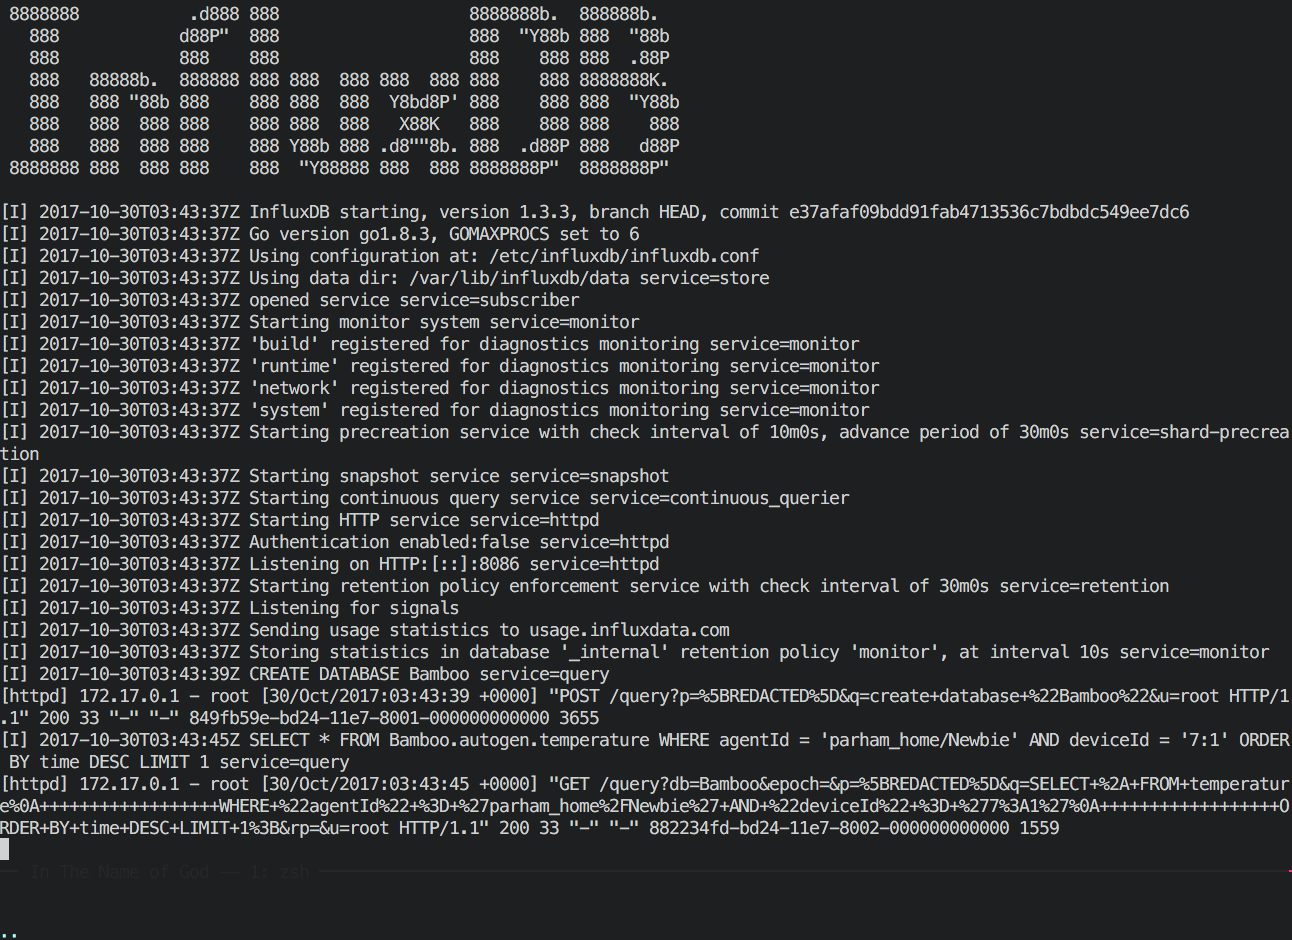 8888888           .d888 888                   8888888b.  888888b.
   888            d88P"  888                   888  "Y88b 888  "88b
   888            888    888                   888    888 888  .88P
   888   88888b.  888888 888 888  888 888  888 888    888 8888888K.
   888   888 "88b 888    888 888  888  Y8bd8P' 888    888 888  "Y88b
   888   888  888 888    888 888  888   X88K   888    888 888    888
   888   888  888 888    888 Y88b 888 .d8""8b. 888  .d88P 888   d88P
 8888888 888  888 888    888  "Y88888 888  888 8888888P"  8888888P"
[I] 2017-10-30T03:43:37Z InfluxDB starting, version 1.3.3, branch HEAD, commit e37afaf09bdd91fab4713536c7bdbdc549ee7dc6
[I] 2017-10-30T03:43:37Z Go version go1.8.3, GOMAXPROCS set to 6
[I] 2017-10-30T03:43:37Z Using configuration at: /etc/influxdb/influxdb.conf
[I] 2017-10-30T03:43:37Z Using data dir: /var/lib/influxdb/data service=store
[I] 2017-10-30T03:43:37Z opened service service=subscriber
[I] 2017-10-30T03:43:37Z Starting monitor system service=monitor
[I] 2017-10-30T03:43:37Z 'build' registered for diagnostics monitoring service=monitor
[I] 2017-10-30T03:43:37Z 'runtime' registered for diagnostics monitoring service=monitor
[I] 2017-10-30T03:43:37Z 'network' registered for diagnostics monitoring service=monitor
[I] 2017-10-30T03:43:37Z 'system' registered for diagnostics monitoring service=monitor
[I] 2017-10-30T03:43:37Z Starting precreation service with check interval of 10m0s, advance period of 30m0s service=shard-precrea
tion
[I] 2017-10-30T03:43:37Z Starting snapshot service service=snapshot
[I] 2017-10-30T03:43:37Z Starting continuous query service service=continuous_querier
[I] 2017-10-30T03:43:37Z Starting HTTP service service=httpd
[I] 2017-10-30T03:43:37Z Authentication enabled:false service=httpd
[I] 2017-10-30T03:43:37Z Listening on HTTP:[::]:8086 service=httpd
[I] 2017-10-30T03:43:37Z Starting retention policy enforcement service with check interval of 30m0s service=retention
[I] 2017-10-30T03:43:37Z Listening for signals
[I] 2017-10-30T03:43:37Z Sending usage statistics to usage.influxdata.com
[I] 2017-10-30T03:43:37Z Storing statistics in database '_internal' retention policy 'monitor', at interval 10s service=monitor
[I] 2017-10-30T03:43:39Z CREATE DATABASE Bamboo service=query
[httpd] 172.17.0.1 - root [30/Oct/2017:03:43:39 +0000] "POST /query?p=%5BREDACTED%5D&q=create+database+%22Bamboo%22&u=root HTTP/1
.1" 200 33 "-" "-" 849fb59e-bd24-11e7-8001-000000000000 3655
[I] 2017-10-30T03:43:45Z SELECT * FROM Bamboo.autogen.temperature WHERE agentId = 'parham_home/Newbie' AND deviceId = '7:1' ORDER
 BY time DESC LIMIT 1 service=query
[httpd] 172.17.0.1 - root [30/Oct/2017:03:43:45 +0000] "GET /query?db=Bamboo&epoch=&p=%5BREDACTED%5D&q=SELECT+%2A+FROM+temperatur
e%0A++++++++++++++++++WHERE+%22agentId%22+%3D+%27parham_home%2FNewbie%27+AND+%22deviceId%22+%3D+%277%3A1%27%0A++++++++++++++++++O
RDER+BY+time+DESC+LIMIT+1%3B&rp=&u=root HTTP/1.1" 200 33 "-" "-" 882234fd-bd24-11e7-8002-000000000000 1559
In The Name of God — 1: zsh
..